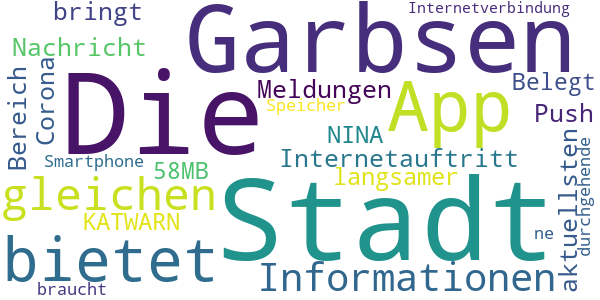 bringt
Internetverbindung
Garbsen
Nachricht
Bereich
Corona
Die
Meldungen
Speicher
App
Belegt
Push
NINA
Internetauftritt
Smartphone
58MB
langsamer
gleichen
KATWARN
Stadt
aktuellsten
durchgehende
bietet
ne
Informationen
braucht